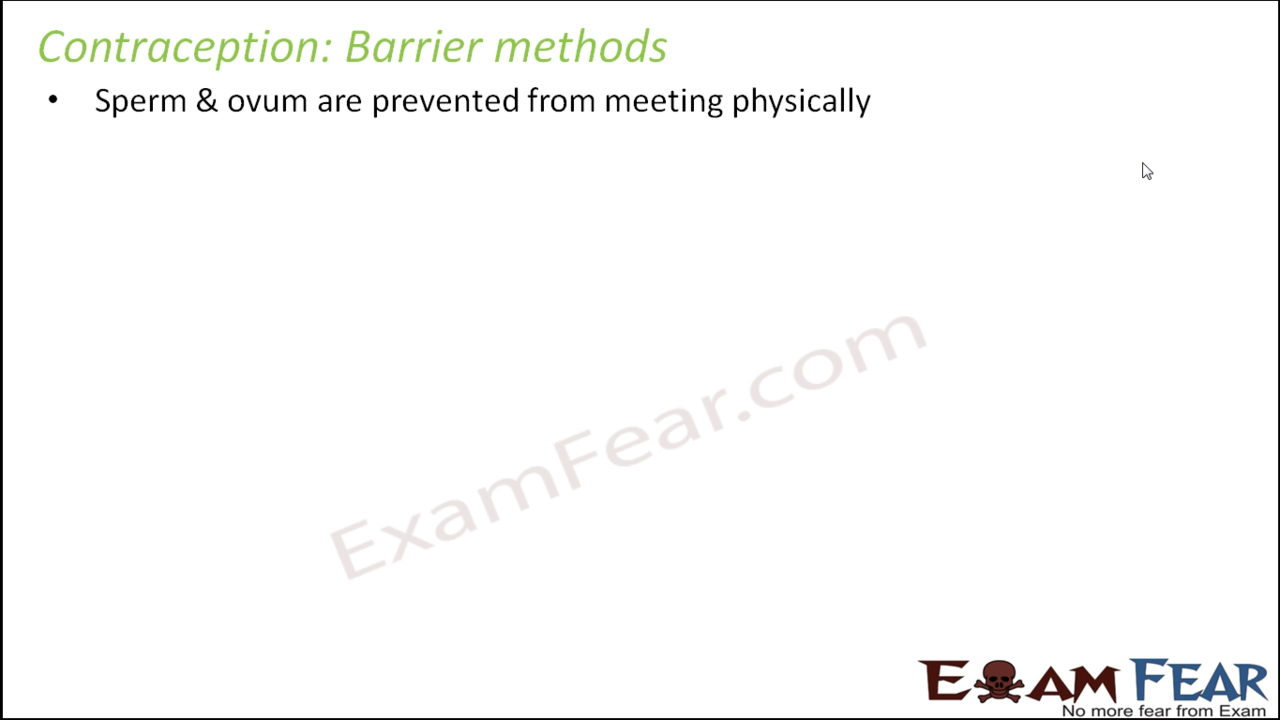 Contraception: Barrier methods
• Sperm & ovum are prevented from meeting physically
ExamFear.com
EXAM FEAR
No more fear from Exam